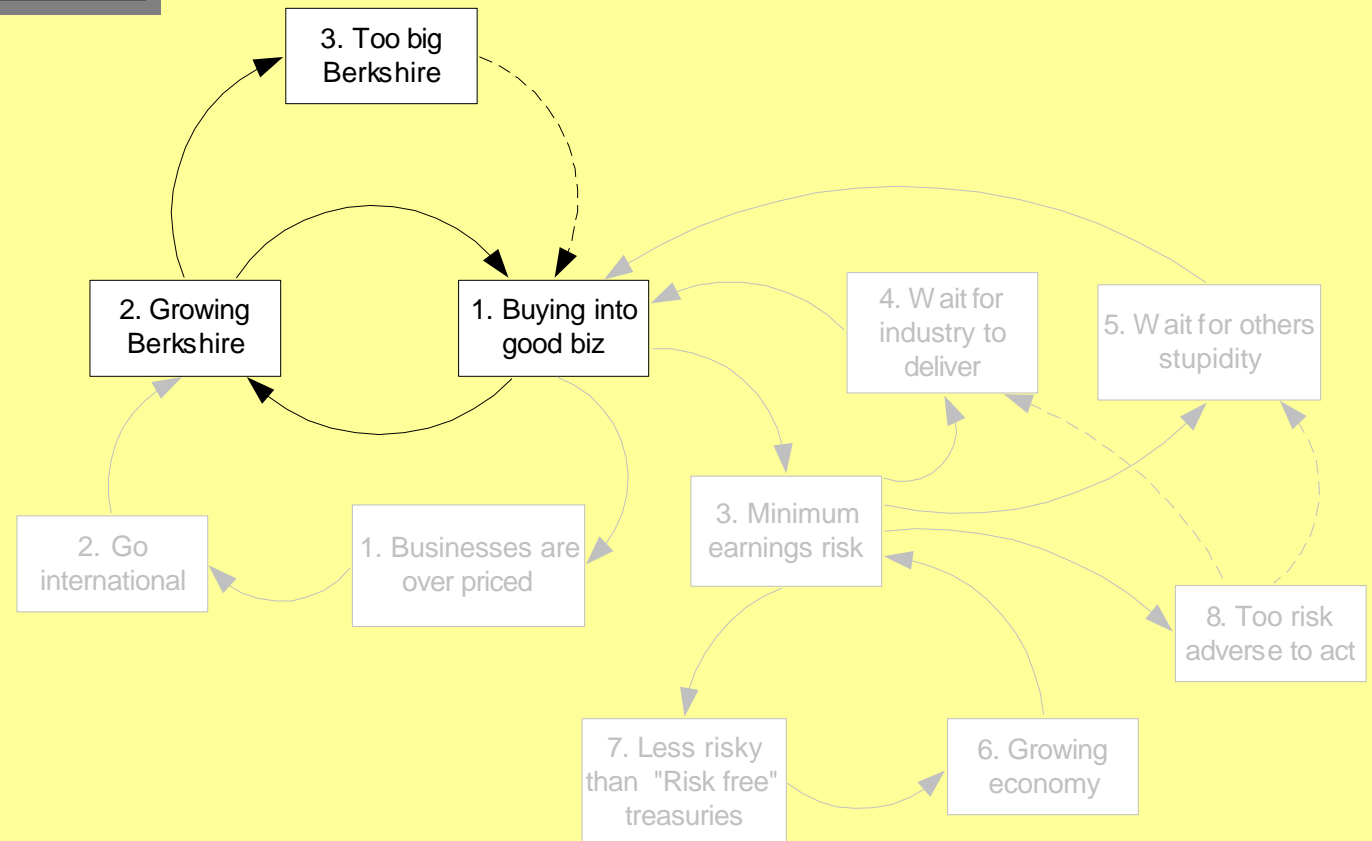 3. Too big
Berkshire
2. Growing
Berkshire
1. Buying into
good biz
4. Wait for
industry to
deliver
5. Wait for others
stupidity
2. Go
international
1. Businesses are
over priced
3. Minimum
earnings risk
8. Too risk
adverse to act
7. Less risky
than "Risk free"
treasuries
6. Growing
economy